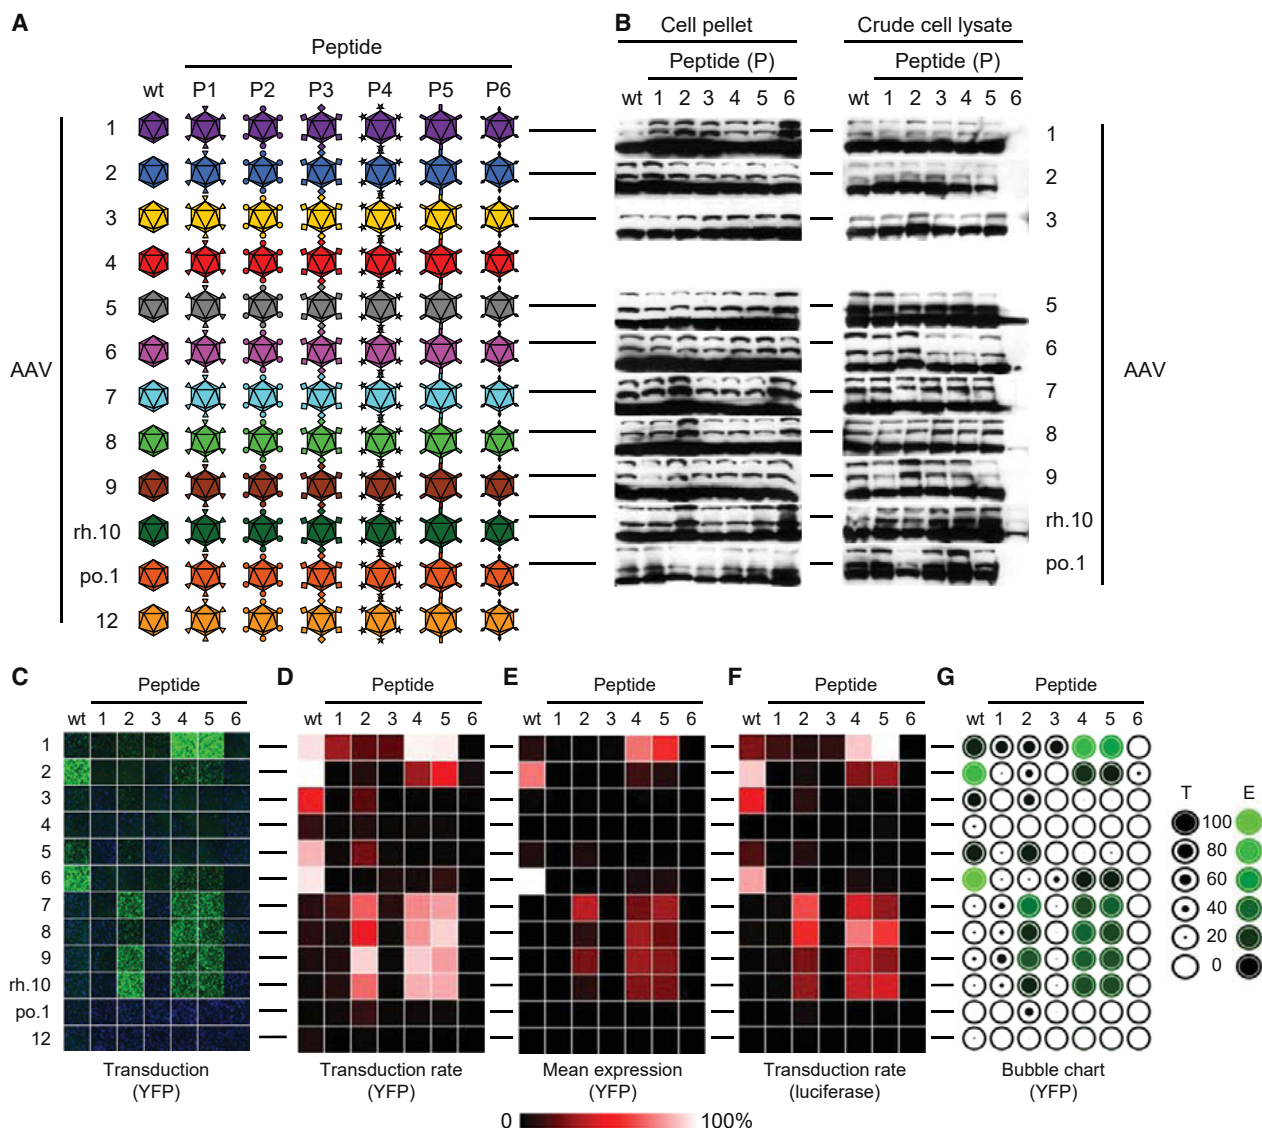 A
Peptide
wt P1 P2 P3 P4 P5 P6
AAV
1
2
3
4
5
6
7
8
9
rh.10
po.1
12
B
Cell pellet
Crude cell lysate
Peptide (P)
Peptide (P)
wt 1 2 3 4 5 6
wt 1 2 3 4 5 6
1
2
3
5
6
7
8
9
rh.10
po.1
AAV
C
Peptide
wt 1 2 3 4 5 6
1
2
3
4
5
6
7
8
9
rh.10
po.1
12
Transduction
(YFP)
D
Peptide
wt 1 2 3 4 5 6
Transduction rate
(YFP)
E
Peptide
wt 1 2 3 4 5 6
Mean expression
(YFP)
F
Peptide
wt 1 2 3 4 5 6
Transduction rate
(luciferase)
G
Peptide
wt 1 2 3 4 5 6
Bubble chart
(YFP)
T E
100
80
60
40
20
0
0 100%